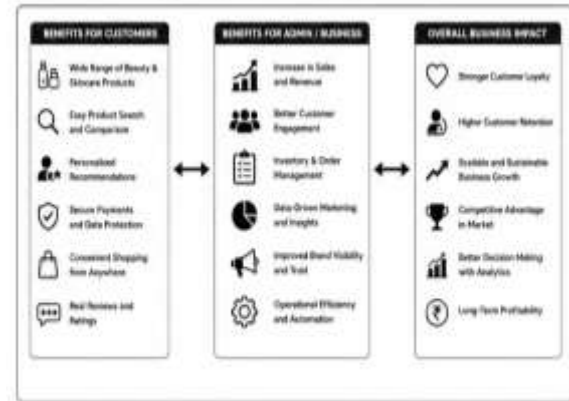 BENEFITS FOR CUSTOMERS
Wide Range of Beauty &
Skincare Products
Easy Product Search
and Comparison
Personalized
Recommendations
Secure Payments
and Data Protection
Convenient Shopping
from Anywhere
Real Reviews and
Ratings
BENEFITS FOR ADMIN / BUSINESS
Increase in Sales
and Revenue
Better Customer
Engagement
Inventory & Order
Management
Data-Driven Marketing
and Insights
Improved Brand Visibility
and Trust
Operational Efficiency
and Automation
OVERALL BUSINESS IMPACT
Stronger Customer Loyalty
Higher Customer Retention
Scalable and Sustainable
Business Growth
Competitive Advantage
in Market
Better Decision Making
with Analytics
₹
Long-Term Profitability